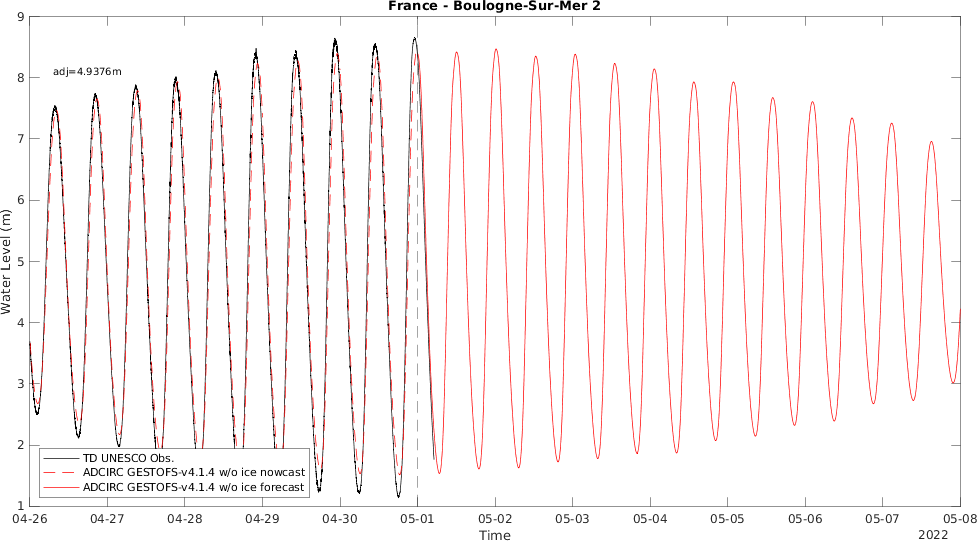 France - Boulogne-Sur-Mer 2
9
8
7
6
5
4
3
2
1
Water Level (m)
adj=4.9376m
TD UNESCO Obs.
ADCIRC GESTOFS-v4.1.4 w/o ice nowcast
ADCIRC GESTOFS-v4.1.4 w/o ice forecast
04-26 04-27 04-28 04-29 04-30 05-01 05-02 05-03 05-04 05-05 05-06 05-07 05-08
Time
2022